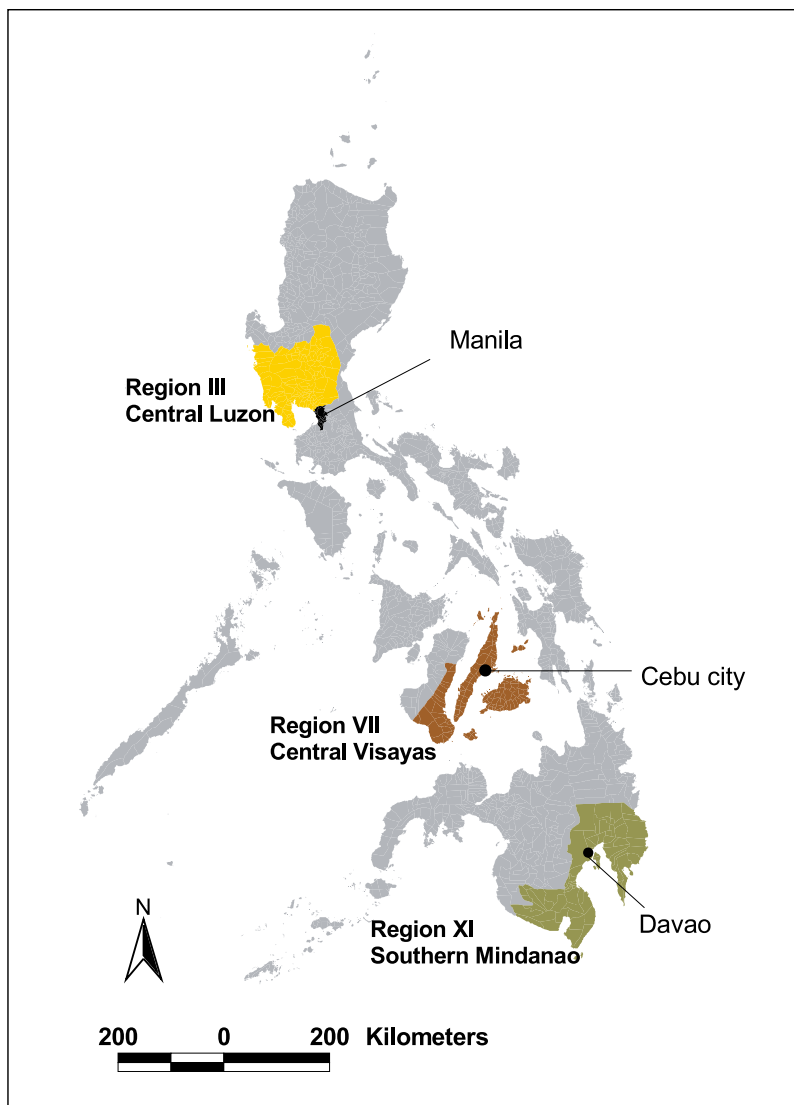 Manila
Region III
Central Luzon
Cebu city
Region VII
Central Visayas
N
Davao
Region XI
Southern Mindanao
200 0 200 Kilometers